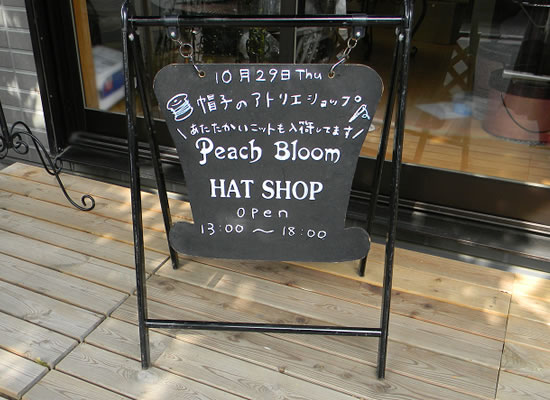 10月29日 Thu
帽子のアトリエショップ
\ あたたかいニットも入荷してます /
Peach Bloom
HAT SHOP
open
13:00 〜 18:00